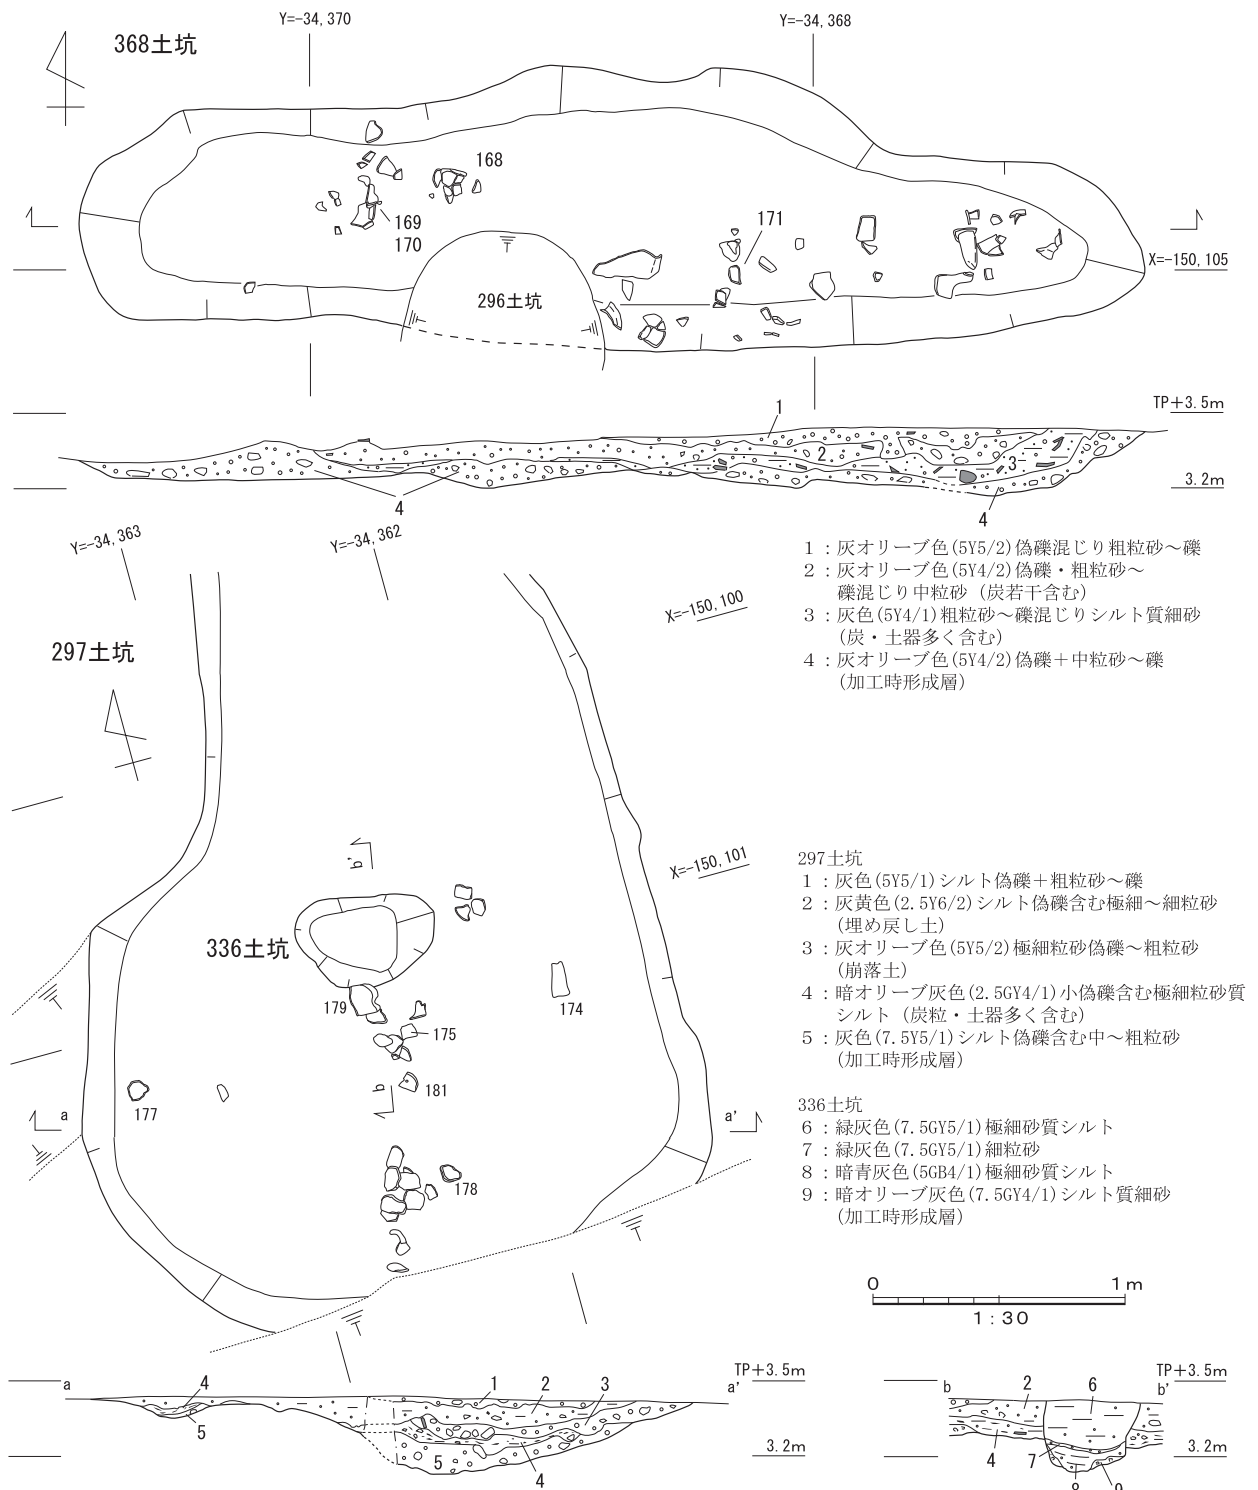 368土坑
Y=-34,370
Y=-34,368
168
169
170
171
296土坑
X=-150,105
TP+3.5m
1
2
3
3.2m
4
4
1：灰オリーブ色(5Y5/2)偽礫混じり粗粒砂～礫
2：灰オリーブ色(5Y4/2)偽礫・粗粒砂～
礫混じり中粒砂（炭若干含む）
3：灰色(5Y4/1)粗粒砂～礫混じりシルト質細砂
(炭・土器多く含む)
4：灰オリーブ色(5Y4/2)偽礫＋中粒砂～礫
(加工時形成層)
Y=-34,363
Y=-34,362
X=-150,100
297土坑
X=-150,101
b'
336土坑
179
174
175
b
181
177
a
a'
178
297土坑
1：灰色(5Y5/1)シルト偽礫＋粗粒砂～礫
2：灰黄色(2.5Y6/2)シルト偽礫含む極細～細粒砂
(埋め戻し土)
3：灰オリーブ色(5Y5/2)極細粒砂偽礫～粗粒砂
(崩落土)
4：暗オリーブ灰色(2.5GY4/1)小偽礫含む極細粒砂質
シルト（炭粒・土器多く含む）
5：灰色(7.5Y5/1)シルト偽礫含む中～粗粒砂
(加工時形成層)
336土坑
6：緑灰色(7.5GY5/1)極細砂質シルト
7：緑灰色(7.5GY5/1)細粒砂
8：暗青灰色(5GB4/1)極細砂質シルト
9：暗オリーブ灰色(7.5GY4/1)シルト質細砂
(加工時形成層)
0 1m
1:30
a
4
5
1
2
3
5
4
a'
TP+3.5m
3.2m
b
2
6
b'
TP+3.5m
3.2m
4
7
8
9